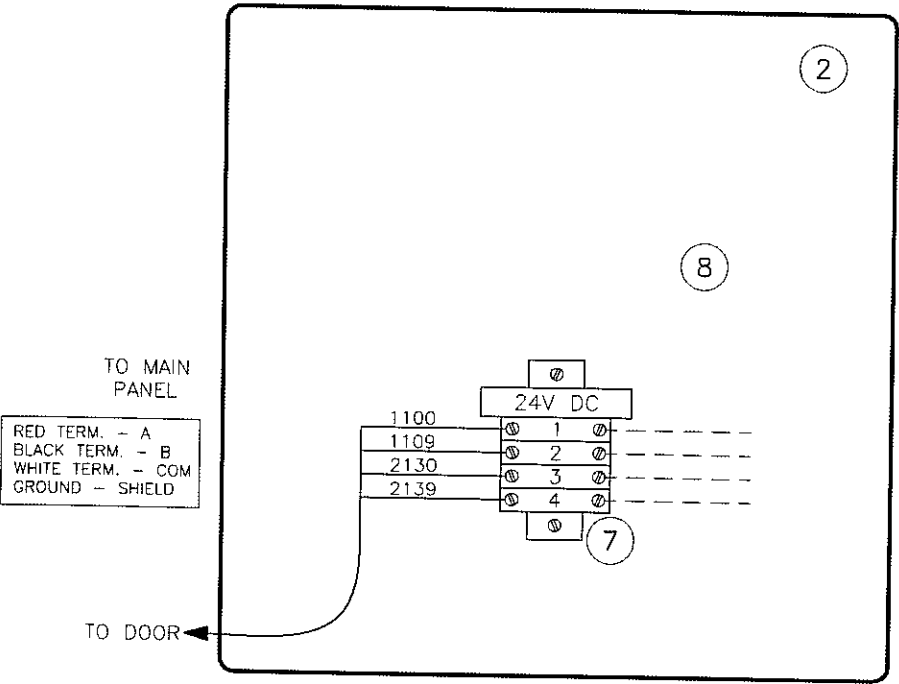 2
8
TO MAIN
PANEL
RED TERM. - A
BLACK TERM. - B
WHITE TERM. - COM
GROUND - SHIELD
24V DC
1100 1
1109 2
2130 3
2139 4
7
TO DOOR